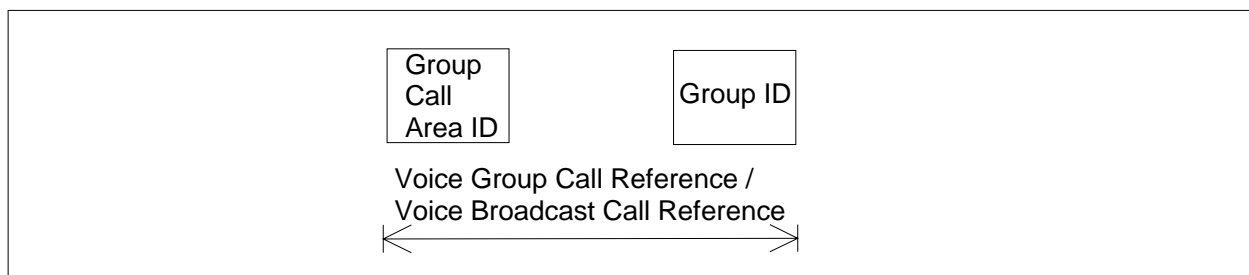 Group
Call
Area ID
Group ID
Voice Group Call Reference /
Voice Broadcast Call Reference